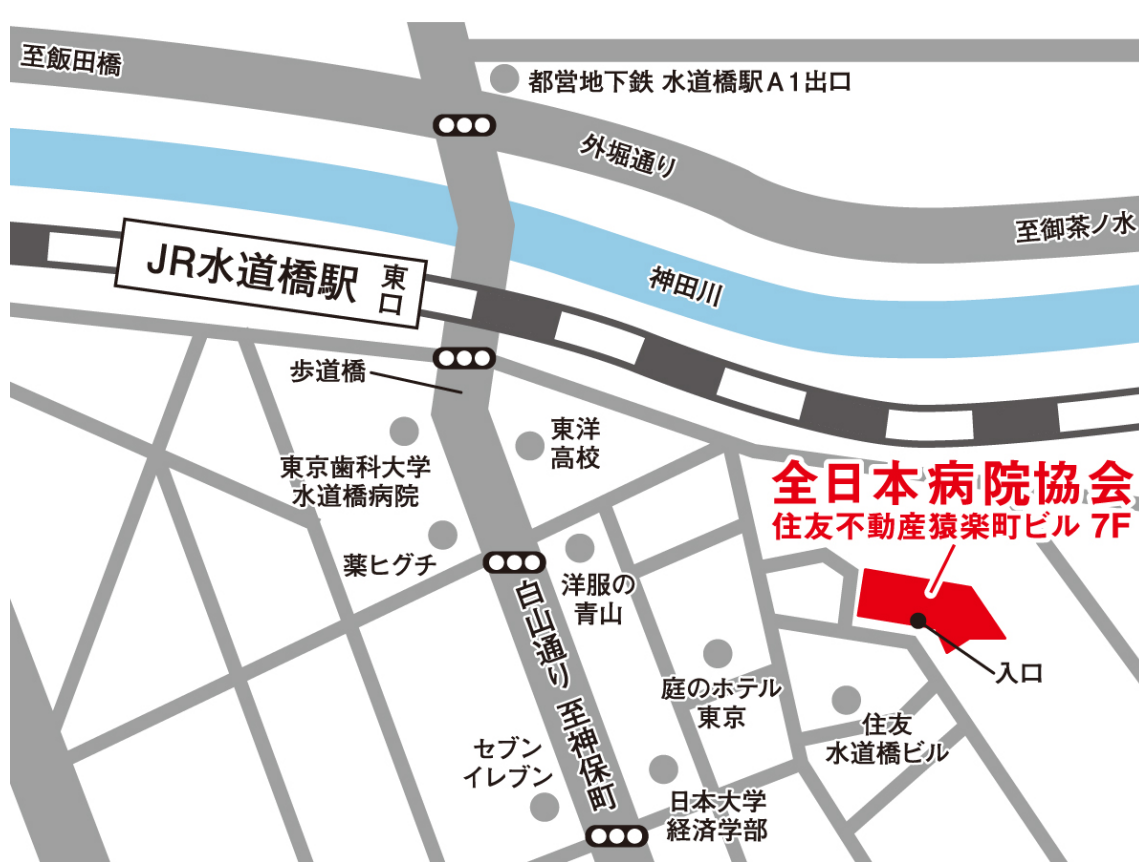 至飯田橋
都営地下鉄 水道橋駅A1出口
外堀通り
至御茶ノ水
JR水道橋駅
東口
神田川
歩道橋
東洋
高校
東京歯科大学
水道橋病院
全日本病院協会
住友不動産猿楽町ビル 7F
薬ヒグチ
洋服の
青山
白山通り 至神保町
入口
庭のホテル
東京
住友
水道橋ビル
セブン
イレブン
日本大学
経済学部